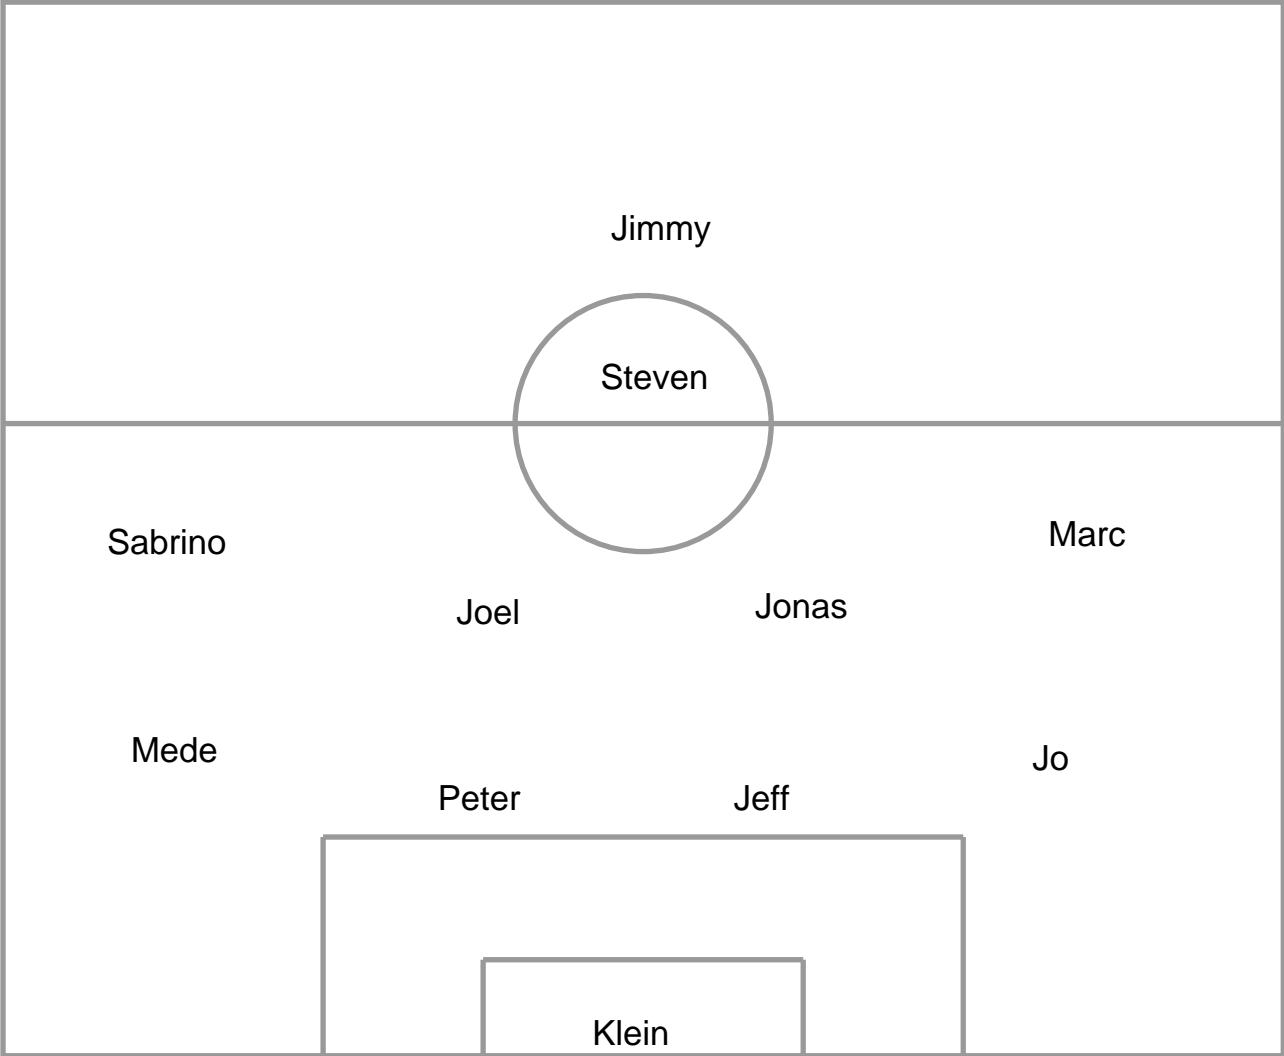 Jimmy
Steven
Sabrino
Marc
Joel
Jonas
Mede
Jo
Peter
Jeff
Klein